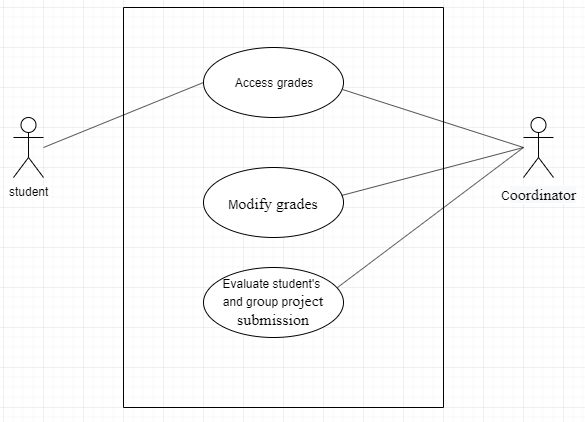 Access grades
student
Coordinator
Modify grades
Evaluate student's
and group project
submission